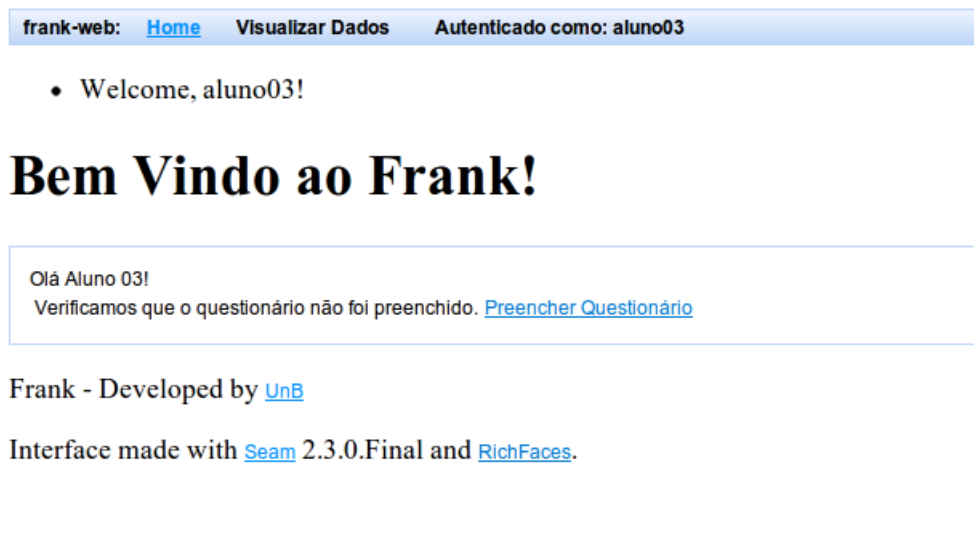 frank-web: Home Visualizar Dados Autenticado como: aluno03
• Welcome, aluno03!
Bem Vindo ao Frank!
Olá Aluno 03!
Verificamos que o questionário não foi preenchido. Preencher Questionário
Frank - Developed by UnB
Interface made with Seam 2.3.0.Final and RichFaces.